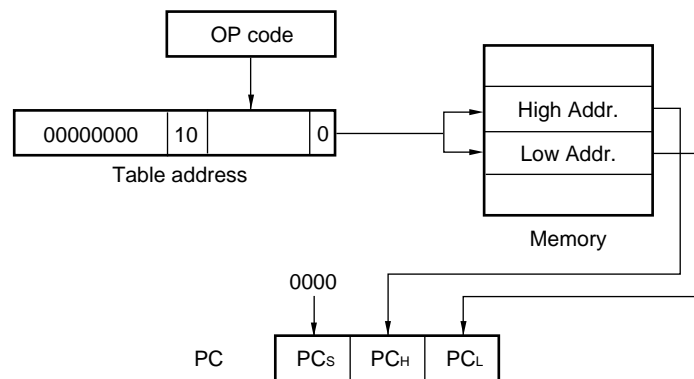 OP code
00000000 10 0
Table address
High Addr.
Low Addr.
Memory
0000
PC PCS PCH PCL